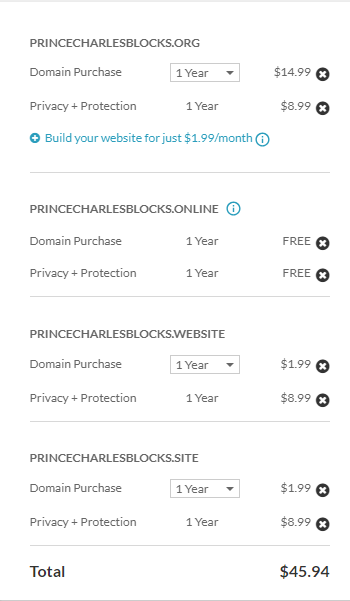 PRINCECHARLESBLOCKS.ORG
Domain Purchase 1 Year $14.99
Privacy + Protection 1 Year $8.99
Build your website for just $1.99/month
PRINCECHARLESBLOCKS.ONLINE
Domain Purchase 1 Year FREE
Privacy + Protection 1 Year FREE
PRINCECHARLESBLOCKS.WEBSITE
Domain Purchase 1 Year $1.99
Privacy + Protection 1 Year $8.99
PRINCECHARLESBLOCKS.SITE
Domain Purchase 1 Year $1.99
Privacy + Protection 1 Year $8.99
Total $45.94